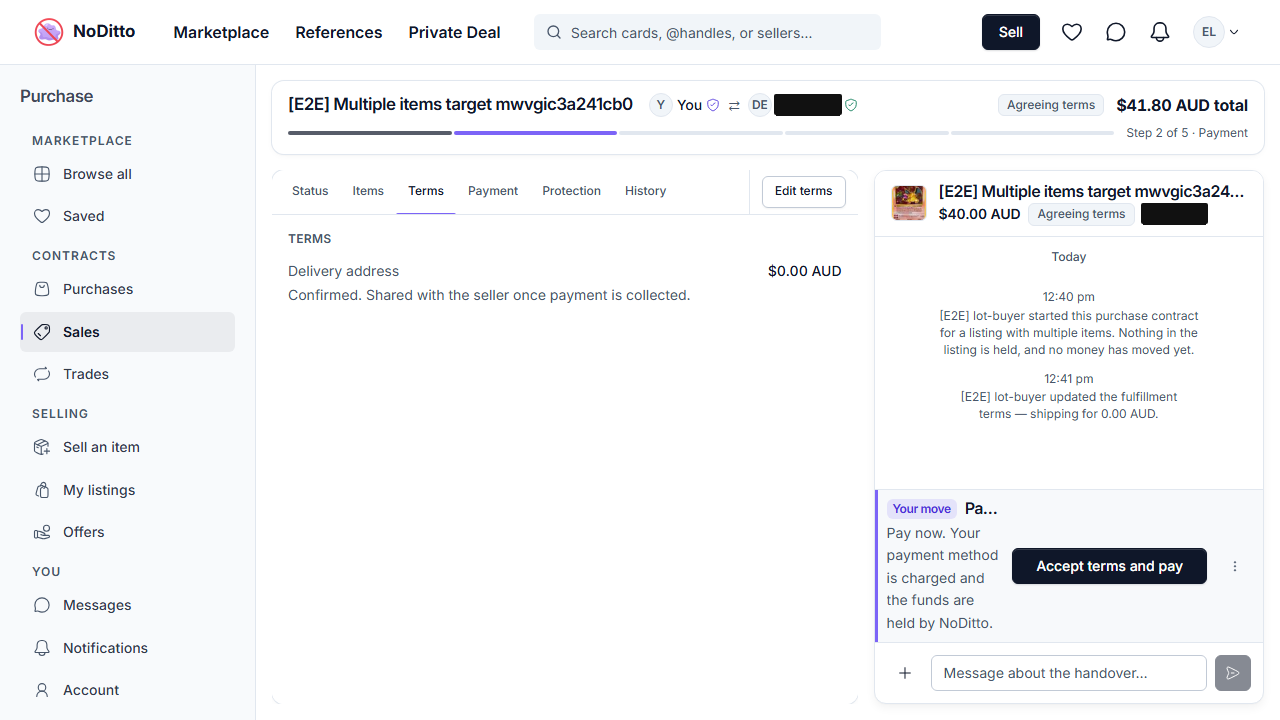 NoDitto
Marketplace
References
Private Deal
Search cards, @handles, or sellers...
Sell
EL
Purchase
MARKETPLACE
Browse all
Saved
CONTRACTS
Purchases
Sales
Trades
SELLING
Sell an item
My listings
Offers
YOU
Messages
Notifications
Account
[E2E] Multiple items target mwvgic3a241cb0
Y
You
DE
Agreeing terms
$41.80 AUD total
Step 2 of 5 · Payment
Status
Items
Terms
Payment
Protection
History
Edit terms
TERMS
Delivery address
$0.00 AUD
Confirmed. Shared with the seller once payment is collected.
[E2E] Multiple items target mwvgic3a24...
$40.00 AUD
Agreeing terms
Today
12:40 pm
[E2E] lot-buyer started this purchase contract
for a listing with multiple items. Nothing in the
listing is held, and no money has moved yet.
12:41 pm
[E2E] lot-buyer updated the fulfillment
terms — shipping for 0.00 AUD.
Your move
Pa...
Pay now. Your
payment method
is charged and
the funds are
held by NoDitto.
Accept terms and pay
Message about the handover...